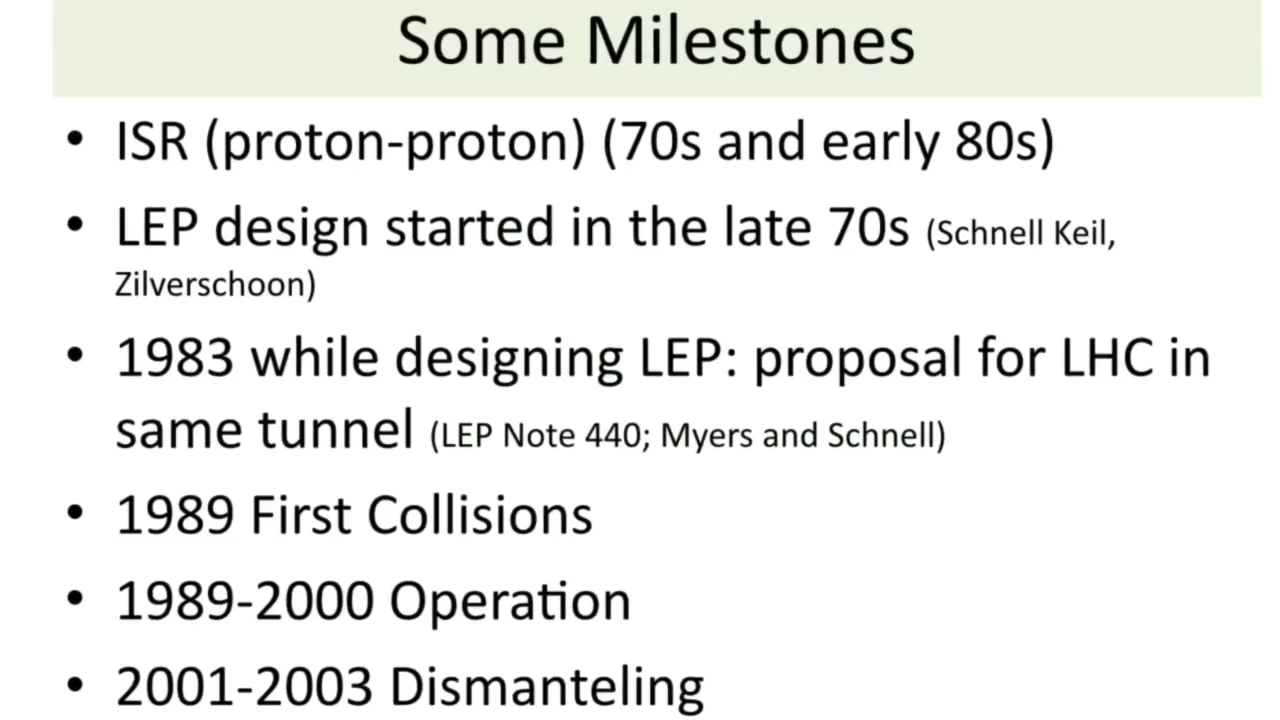 Some Milestones
• ISR (proton-proton) (70s and early 80s)
• LEP design started in the late 70s (Schnell Keil,
Zilverschoon)
• 1983 while designing LEP: proposal for LHC in
same tunnel (LEP Note 440; Myers and Schnell)
• 1989 First Collisions
• 1989-2000 Operation
• 2001-2003 Dismanteling